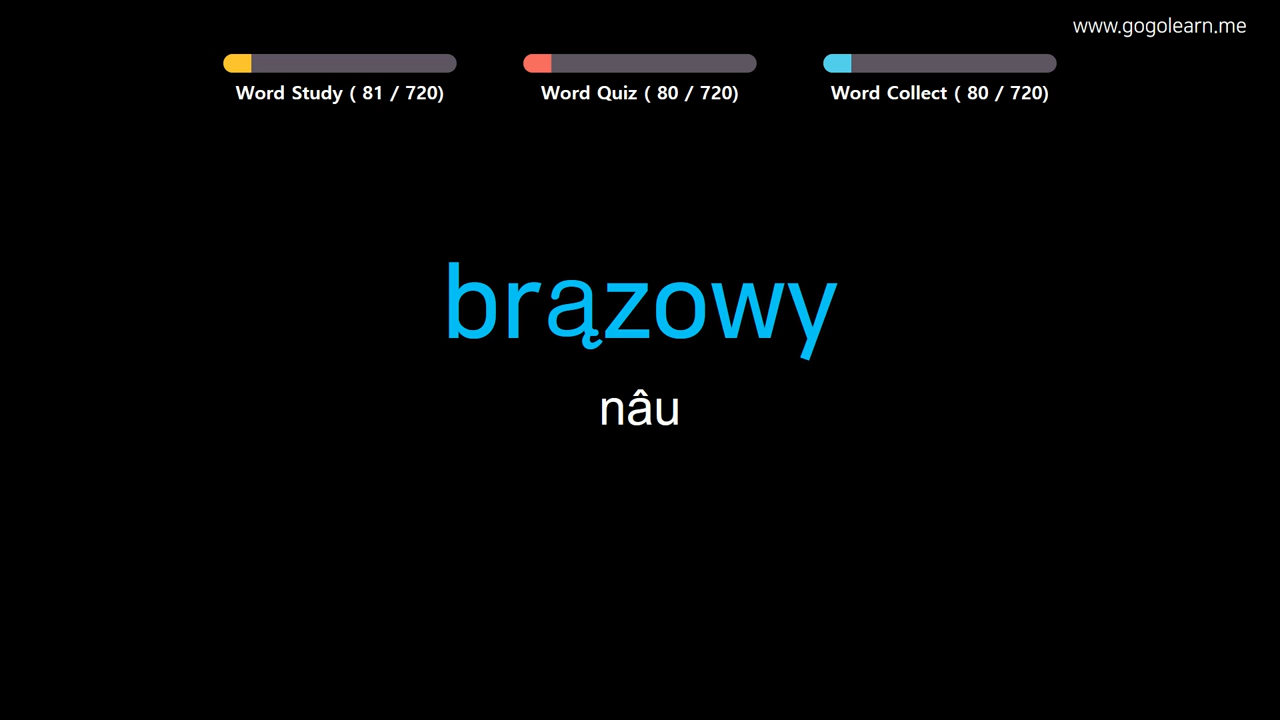 www.gogolearn.me
Word Study ( 81 / 720)
Word Quiz ( 80 / 720)
Word Collect ( 80 / 720)
brązowy
nâu